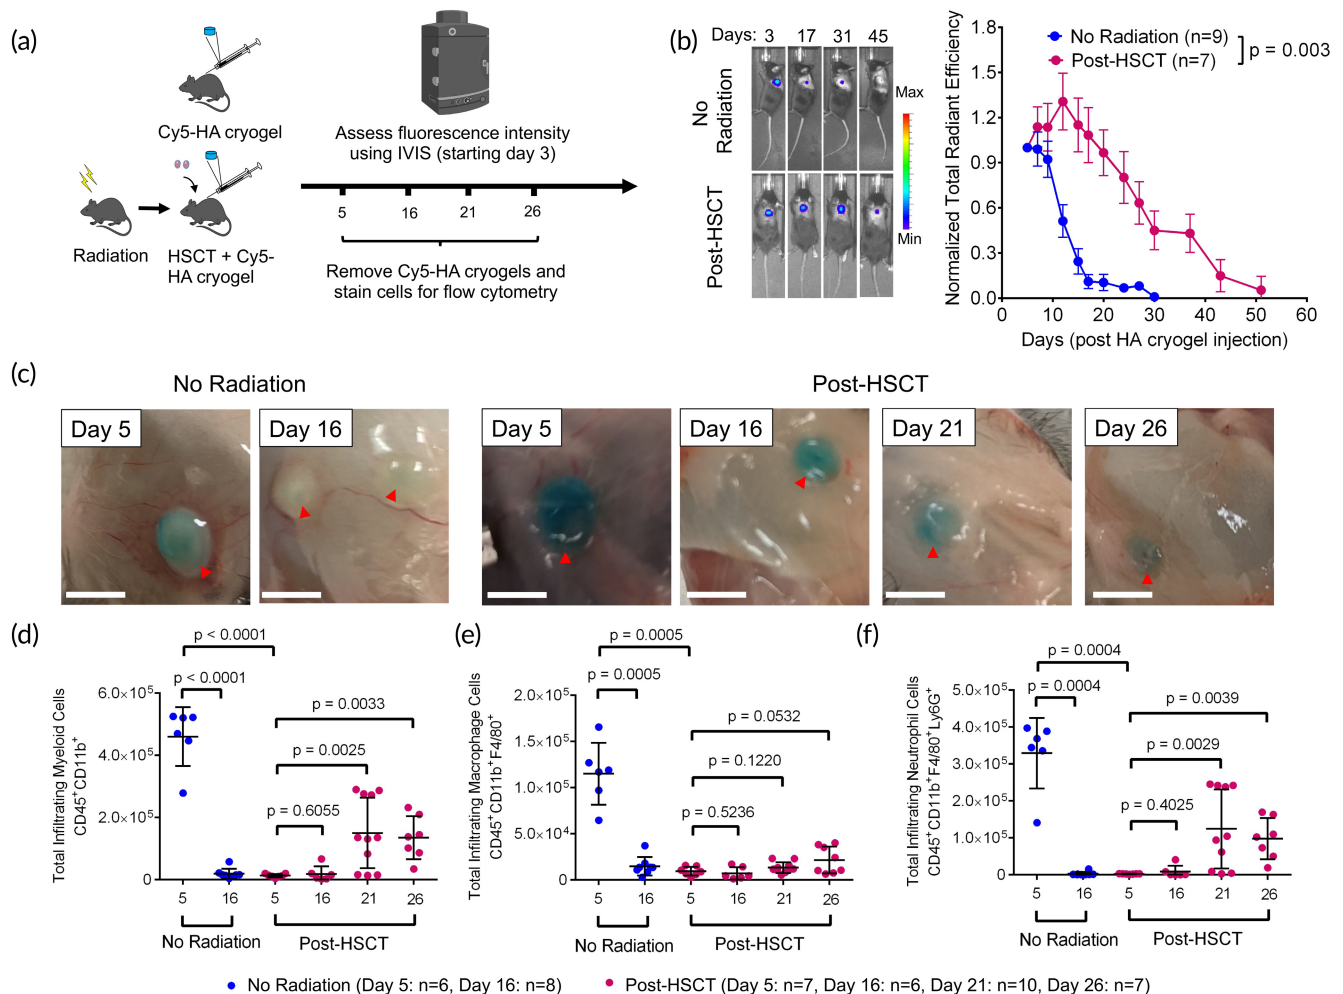 (a)
Cy5-HA cryogel
Radiation
HSCT + Cy5-
HA cryogel
Assess fluorescence intensity
using IVIS (starting day 3)
5 16 21 26
Remove Cy5-HA cryogels and
stain cells for flow cytometry
(b)
Days: 3 17 31 45
No
Radiation
Post-HSCT
Max
Min
Normalized Total Radiant Efficiency
1.8
1.5
1.2
0.9
0.6
0.3
0.0
0 10 20 30 40 50 60
Days (post HA cryogel injection)
No Radiation (n=9)
Post-HSCT (n=7)
p = 0.003
(c)
No Radiation
Post-HSCT
Day 5
Day 16
Day 5
Day 16
Day 21
Day 26
(d)
Total Infiltrating Myeloid Cells
CD45⁺CD11b⁺
p < 0.0001
p < 0.0001
p = 0.0033
p = 0.0025
p = 0.6055
6.0×10⁵
4.0×10⁵
2.0×10⁵
0
5 16 5 16 21 26
No Radiation
Post-HSCT
(e)
Total Infiltrating Macrophage Cells
CD45⁺CD11b⁺F4/80⁺
p = 0.0005
p = 0.0005
p = 0.0532
p = 0.1220
p = 0.5236
2.0×10⁵
1.5×10⁵
1.0×10⁵
5.0×10⁴
0
5 16 5 16 21 26
No Radiation
Post-HSCT
(f)
Total Infiltrating Neutrophil Cells
CD45⁺CD11b⁺F4/80⁺Ly6G⁺
p = 0.0004
p = 0.0004
p = 0.0039
p = 0.0029
p = 0.4025
5.0×10⁵
4.0×10⁵
3.0×10⁵
2.0×10⁵
1.0×10⁵
0
5 16 5 16 21 26
No Radiation
Post-HSCT
No Radiation (Day 5: n=6, Day 16: n=8)
Post-HSCT (Day 5: n=7, Day 16: n=6, Day 21: n=10, Day 26: n=7)